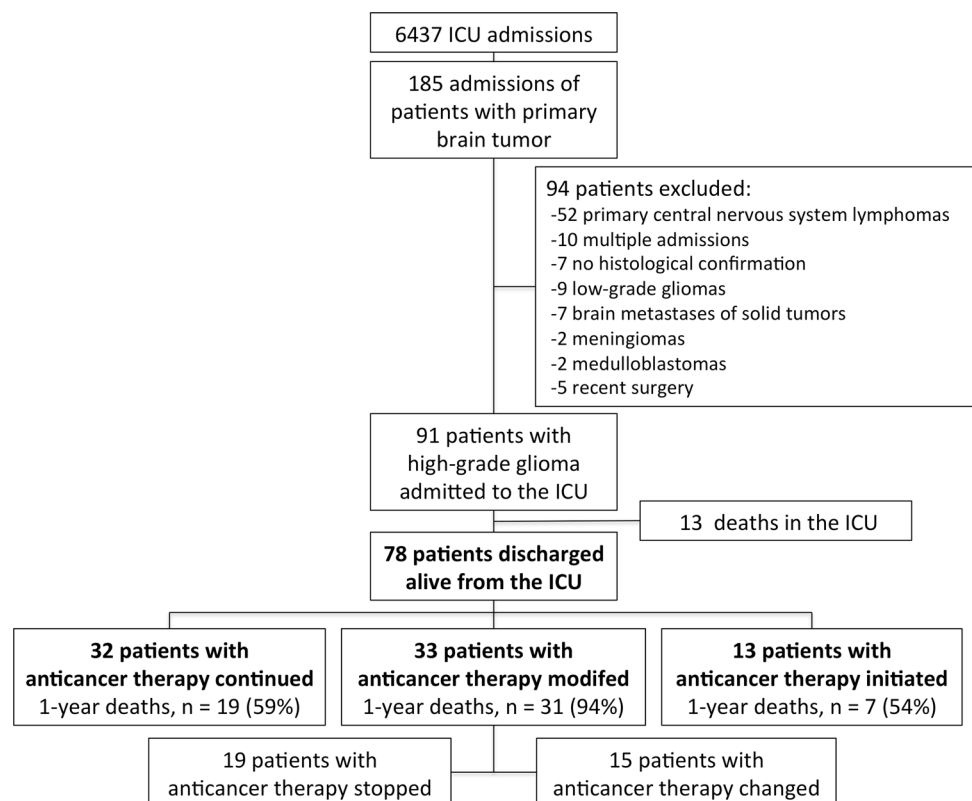 6437 ICU admissions
185 admissions of
patients with primary
brain tumor
94 patients excluded:
-52 primary central nervous system lymphomas
-10 multiple admissions
-7 no histological confirmation
-9 low-grade gliomas
-7 brain metastases of solid tumors
-2 meningiomas
-2 medulloblastomas
-5 recent surgery
91 patients with
high-grade glioma
admitted to the ICU
13 deaths in the ICU
78 patients discharged
alive from the ICU
32 patients with
anticancer therapy continued
1-year deaths, n = 19 (59%)
33 patients with
anticancer therapy modifed
1-year deaths, n = 31 (94%)
13 patients with
anticancer therapy initiated
1-year deaths, n = 7 (54%)
19 patients with
anticancer therapy stopped
15 patients with
anticancer therapy changed